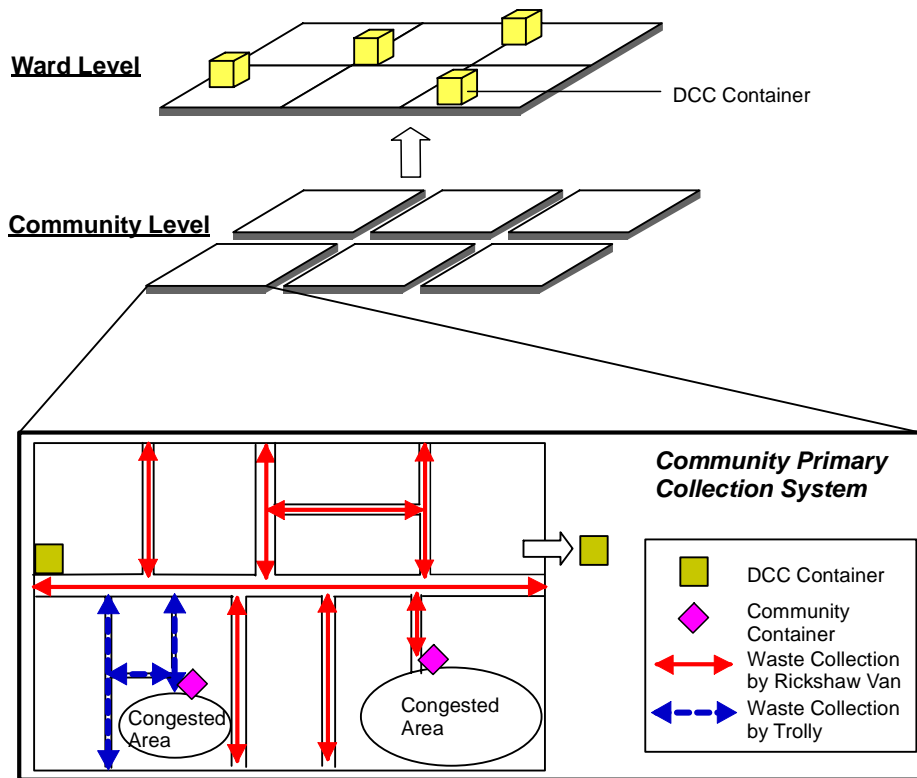 Ward Level
DCC Container
Community Level
Community Primary
Collection System
DCC Container
Community
Container
Waste Collection
by Rickshaw Van
Waste Collection
by Trolly
Congested
Area
Congested
Area